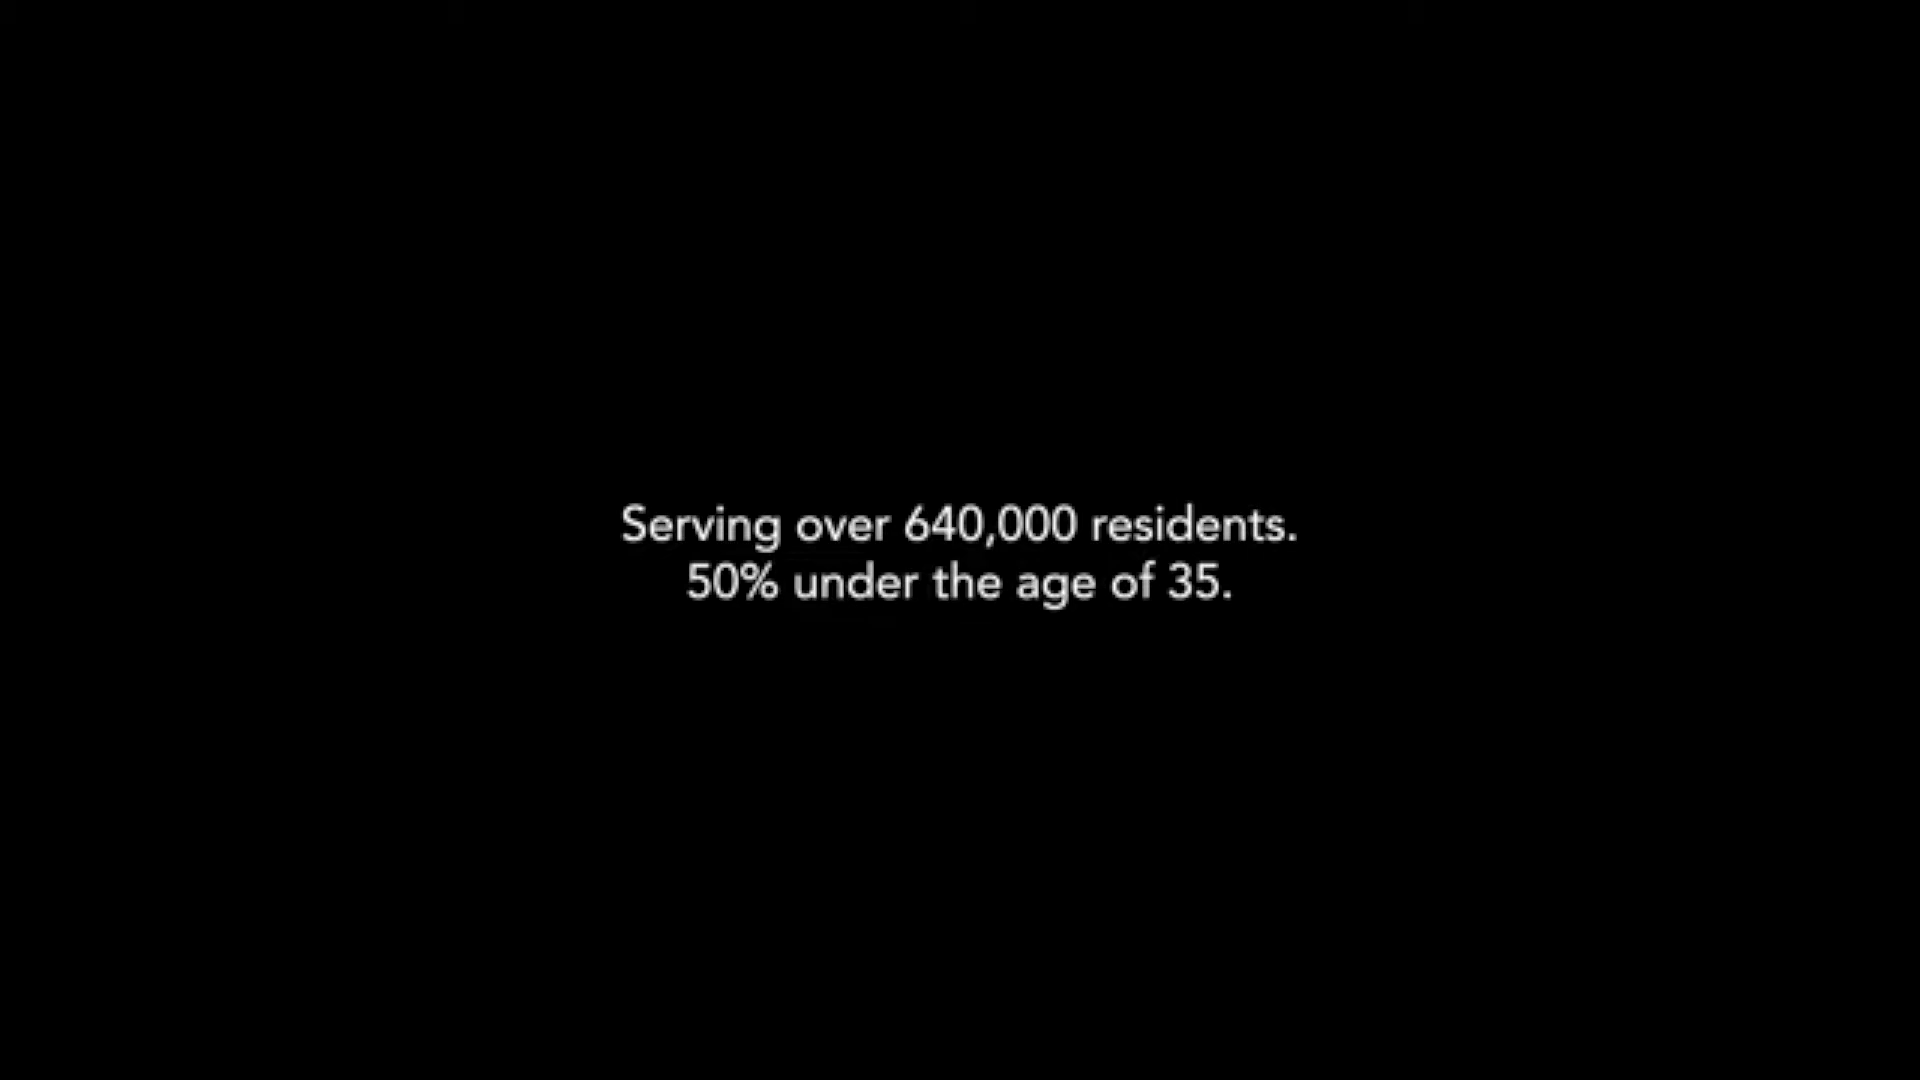 Serving over 640,000 residents.
50% under the age of 35.